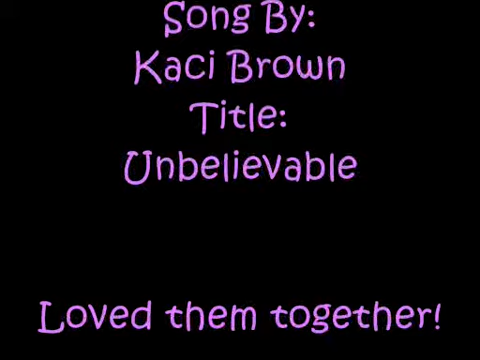 Song By:
Kaci Brown
Title:
Unbelievable
Loved them together!